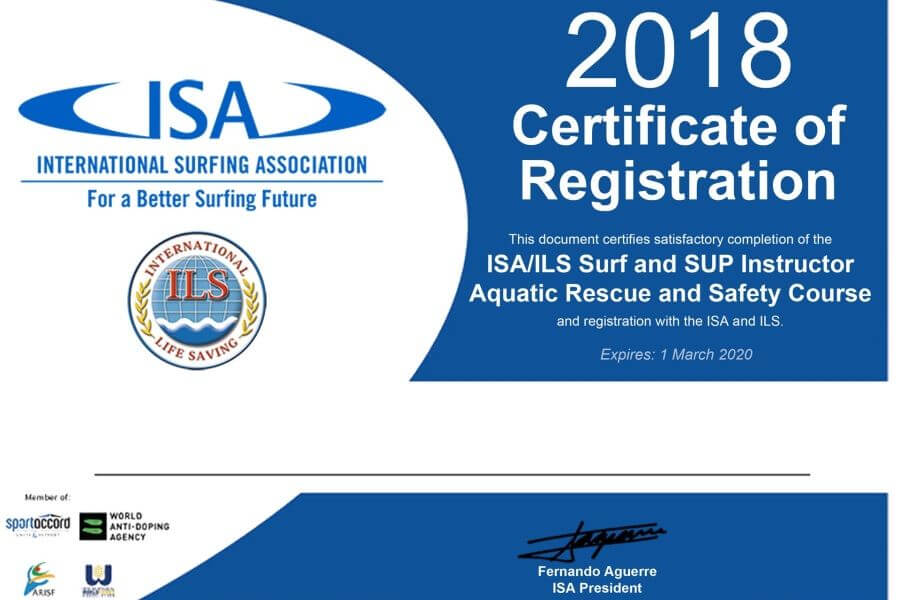 2018
Certificate of
Registration
ISA
INTERNATIONAL SURFING ASSOCIATION
For a Better Surfing Future
INTERNATIONAL
ILS
LIFE SAVING
This document certifies satisfactory completion of the
ISA/ILS Surf and SUP Instructor
Aquatic Rescue and Safety Course
and registration with the ISA and ILS.
Expires: 1 March 2020
Member of:
sportaccord
WORLD
ANTI-DOPING
AGENCY
ARISF
Fernando Aguerre
ISA President